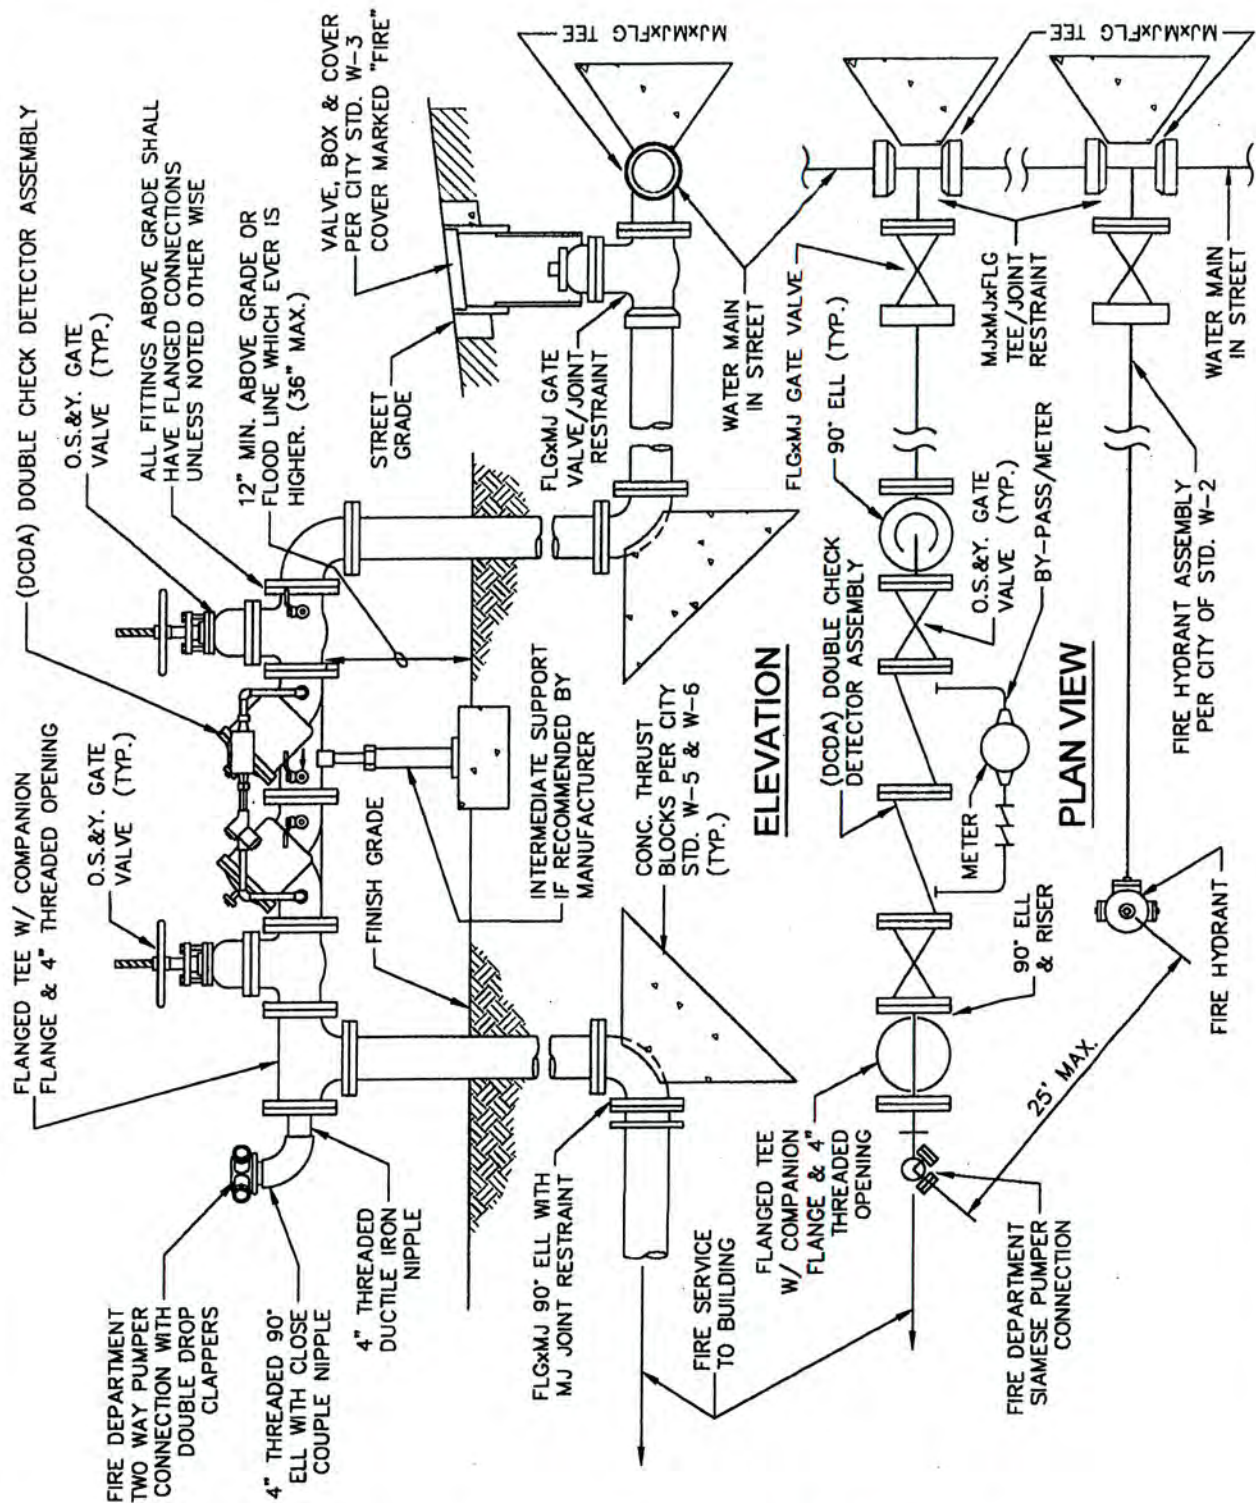 FLANGED TEE W/ COMPANION
FLANGE & 4" THREADED OPENING
(DCDA) DOUBLE CHECK DETECTOR ASSEMBLY
O.S.&Y. GATE
VALVE (TYP.)
O.S.&Y. GATE
VALVE (TYP.)
ALL FITTINGS ABOVE GRADE SHALL
HAVE FLANGED CONNECTIONS
UNLESS NOTED OTHER WISE
12" MIN. ABOVE GRADE OR
FLOOD LINE WHICH EVER IS
HIGHER. (36" MAX.)
VALVE, BOX & COVER
PER CITY STD. W-3
COVER MARKED "FIRE"
STREET
GRADE
MJxMJxFLG TEE
FIRE DEPARTMENT
TWO WAY PUMPER
CONNECTION WITH
DOUBLE DROP
CLAPPERS
4" THREADED 90°
ELL WITH CLOSE
COUPLE NIPPLE
4" THREADED
DUCTILE IRON
NIPPLE
FINISH GRADE
INTERMEDIATE SUPPORT
IF RECOMMENDED BY
MANUFACTURER
FLGxMJ GATE
VALVE/JOINT
RESTRAINT
FLGxMJ 90° ELL WITH
MJ JOINT RESTRAINT
CONC. THRUST
BLOCKS PER CITY
STD. W-5 & W-6
(TYP.)
WATER MAIN
IN STREET
FIRE SERVICE
TO BUILDING
ELEVATION
FLANGED TEE
W/ COMPANION
FLANGE & 4"
THREADED
OPENING
(DCDA) DOUBLE CHECK
DETECTOR ASSEMBLY
FLGxMJ GATE VALVE
90° ELL (TYP.)
MJxMJxFLG TEE
FIRE DEPARTMENT
SIAMESE PUMPER
CONNECTION
90° ELL
& RISER
METER
O.S.&Y. GATE
VALVE (TYP.)
BY-PASS/METER
MJxMJxFLG
TEE/JOINT
RESTRAINT
25' MAX.
PLAN VIEW
FIRE HYDRANT
FIRE HYDRANT ASSEMBLY
PER CITY OF STD. W-2
WATER MAIN
IN STREET